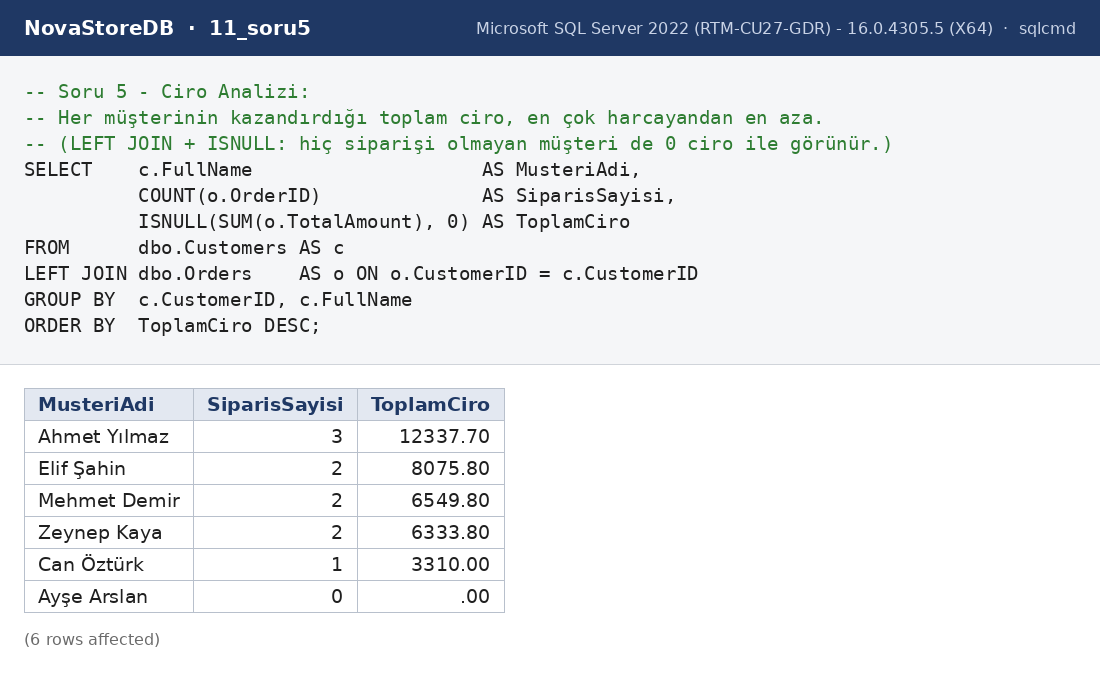 NovaStoreDB · 11_soru5
Microsoft SQL Server 2022 (RTM-CU27-GDR) - 16.0.4305.5 (X64) · sqlcmd
-- Soru 5 - Ciro Analizi:
-- Her müşterinin kazandırdığı toplam ciro, en çok harcayandan en aza.
-- (LEFT JOIN + ISNULL: hiç siparişi olmayan müşteri de 0 ciro ile görünür.)
SELECT    c.FullName                    AS MusteriAdi,
          COUNT(o.OrderID)              AS SiparisSayisi,
          ISNULL(SUM(o.TotalAmount), 0) AS ToplamCiro
FROM      dbo.Customers AS c
LEFT JOIN dbo.Orders    AS o ON o.CustomerID = c.CustomerID
GROUP BY  c.CustomerID, c.FullName
ORDER BY  ToplamCiro DESC;
MusteriAdi SiparisSayisi ToplamCiro
Ahmet Yılmaz 3 12337.70
Elif Şahin 2 8075.80
Mehmet Demir 2 6549.80
Zeynep Kaya 2 6333.80
Can Öztürk 1 3310.00
Ayşe Arslan 0 .00
(6 rows affected)